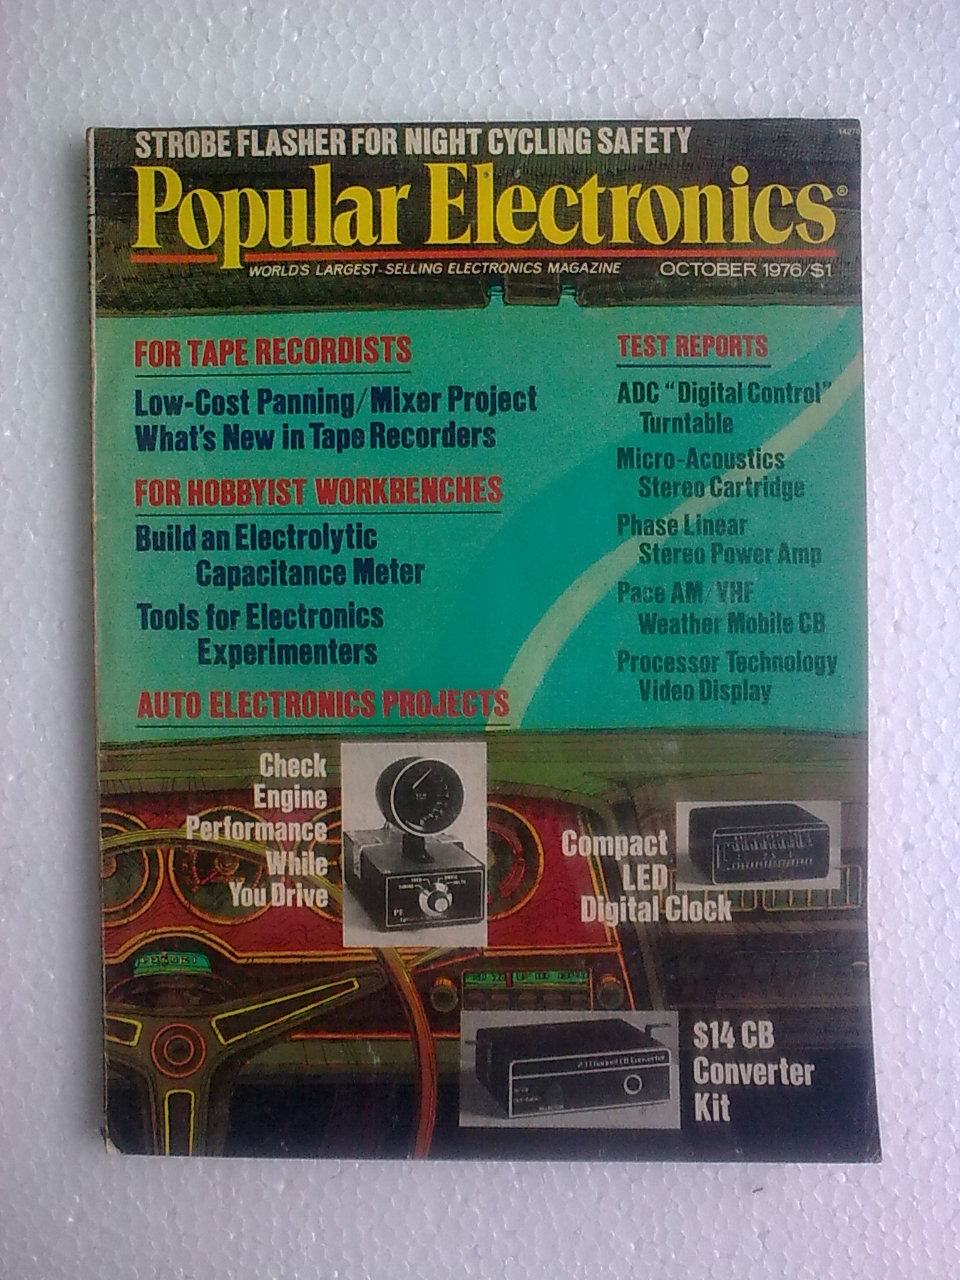 STROBE FLASHER FOR NIGHT CYCLING SAFETY
Popular Electronics®
WORLD'S LARGEST-SELLING ELECTRONICS MAGAZINE
OCTOBER 1976/$1
FOR TAPE RECORDISTS
Low-Cost Panning/Mixer Project
What's New in Tape Recorders
FOR HOBBYIST WORKBENCHES
Build an Electrolytic
Capacitance Meter
Tools for Electronics
Experimenters
AUTO ELECTRONICS PROJECTS
TEST REPORTS
ADC "Digital Control"
Turntable
Micro-Acoustics
Stereo Cartridge
Phase Linear
Stereo Power Amp
Pace AM/VHF
Weather Mobile CB
Processor Technology
Video Display
Check
Engine
Performance
While
You Drive
Compact
LED
Digital Clock
23 Channel CB Converter
$14 CB
Converter
Kit